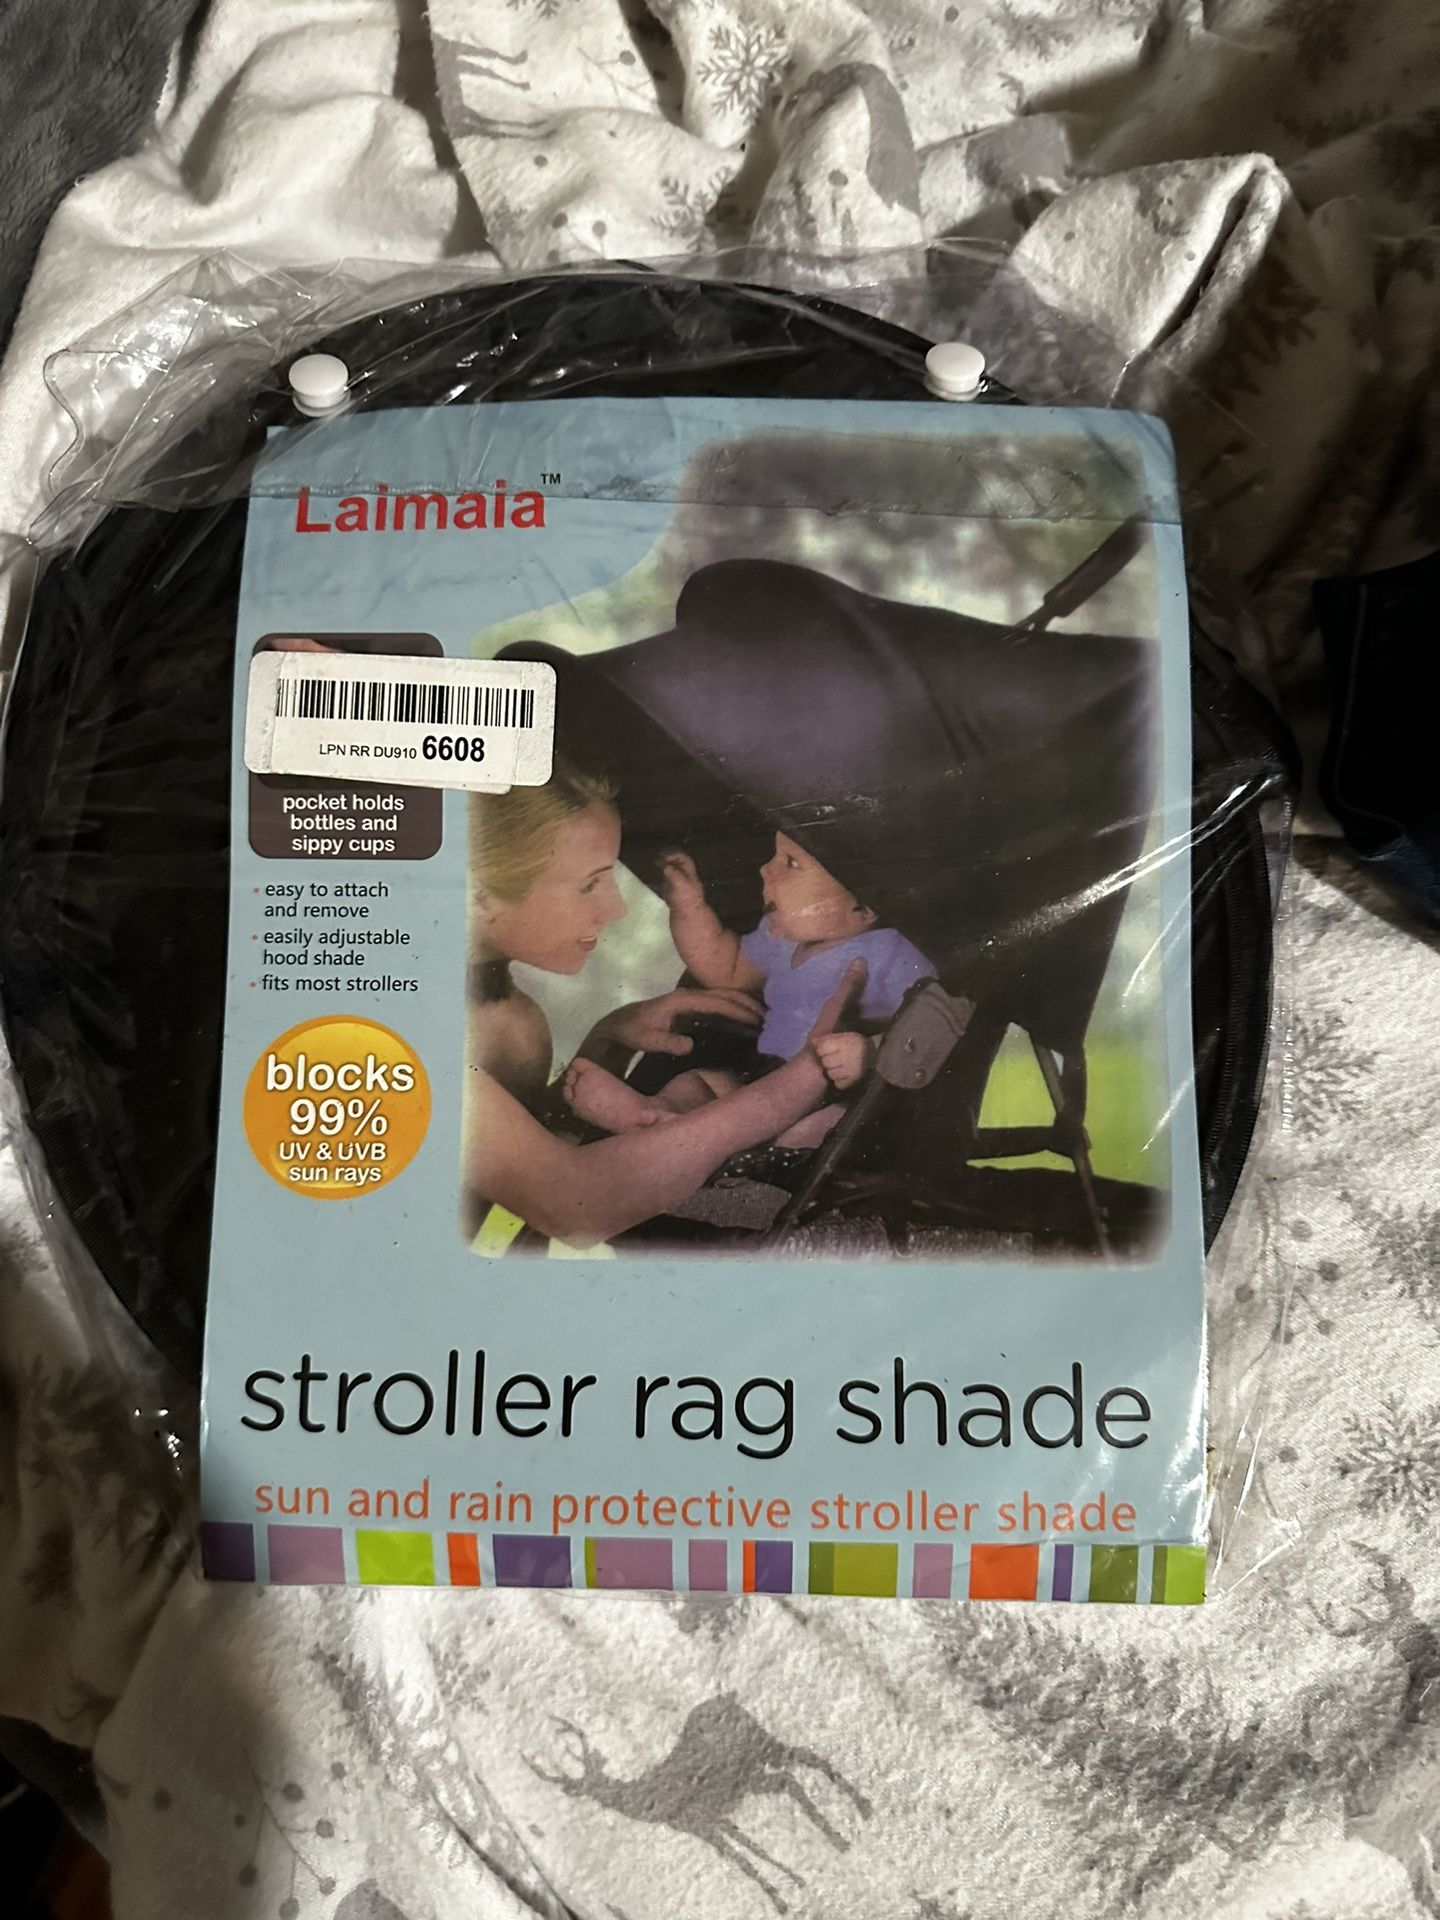 Laimaia™
LPN RR DU910 6608
pocket holds
bottles and
sippy cups
• easy to attach
and remove
• easily adjustable
hood shade
• fits most strollers
blocks
99%
UV & UVB
sun rays
stroller rag shade
sun and rain protective stroller shade